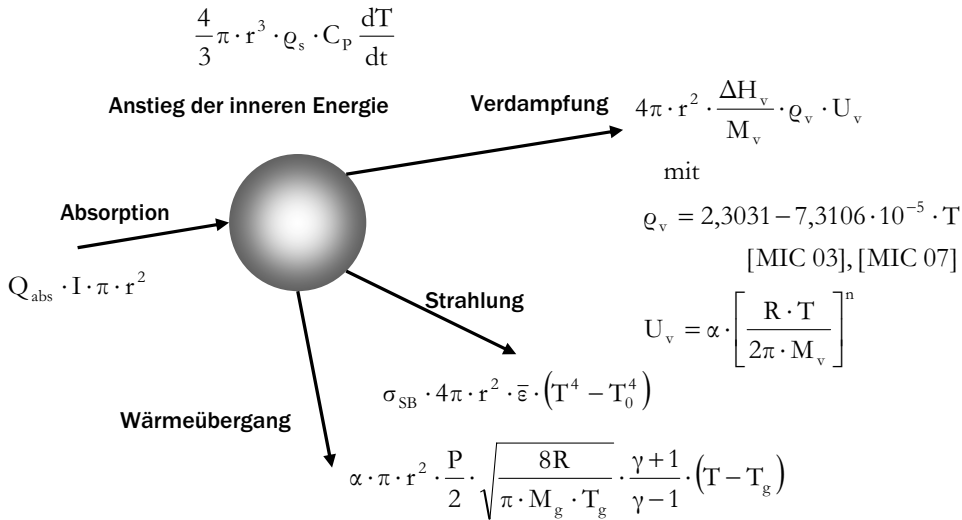 4/3 π · r³ · ϱₛ · C_P dT/dt
Anstieg der inneren Energie
Verdampfung
4π · r² · ΔH_v/M_v · ϱ_v · U_v
mit
ϱ_v = 2,3031 – 7,3106 · 10⁻⁵ · T
[MIC 03], [MIC 07]
U_v = α · [R · T / 2π · M_v]ⁿ
Absorption
Q_abs · I · π · r²
Strahlung
σ_SB · 4π · r² · ε̄ · (T⁴ – T₀⁴)
Wärmeübergang
α · π · r² · P/2 · √(8R / π · M_g · T_g) · γ+1/γ–1 · (T – T_g)